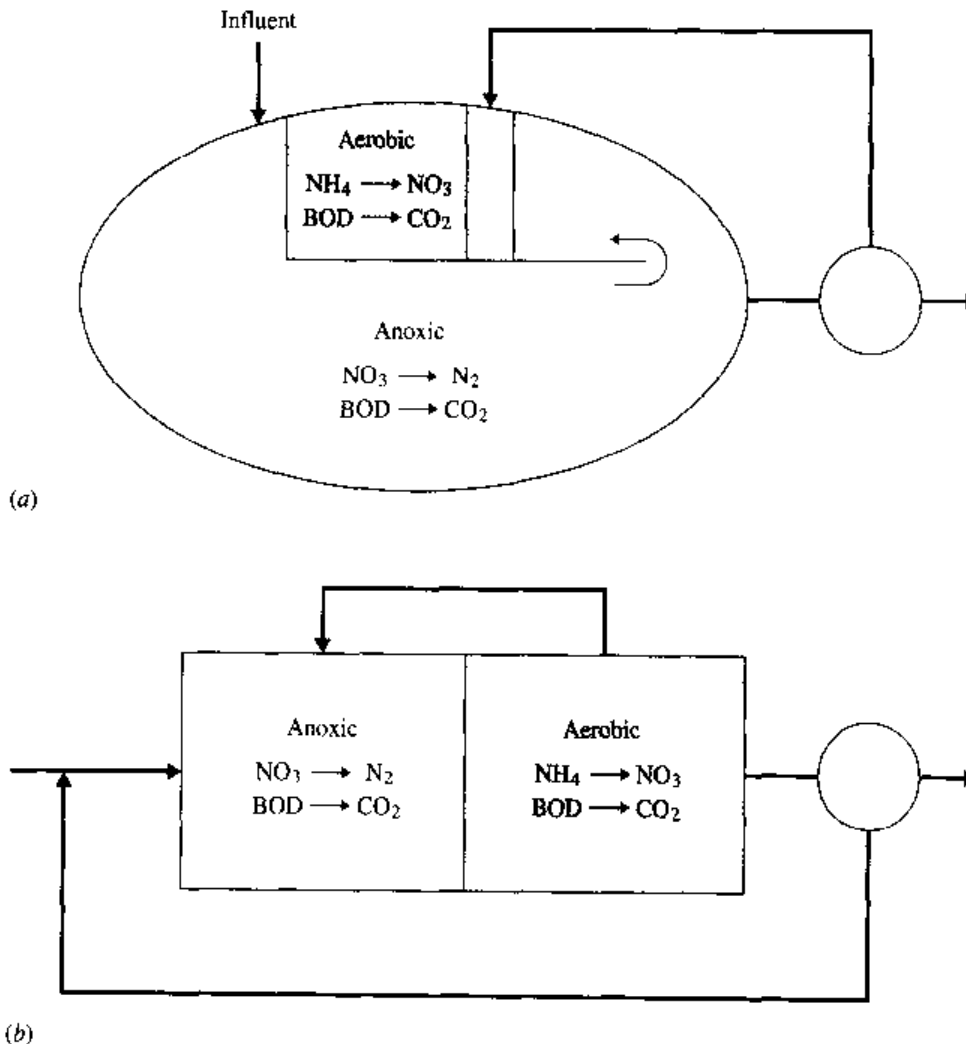 Influent
Aerobic
NH₄ → NO₃
BOD → CO₂
Anoxic
NO₃ → N₂
BOD → CO₂
(a)
Anoxic
NO₃ → N₂
BOD → CO₂
Aerobic
NH₄ → NO₃
BOD → CO₂
(b)